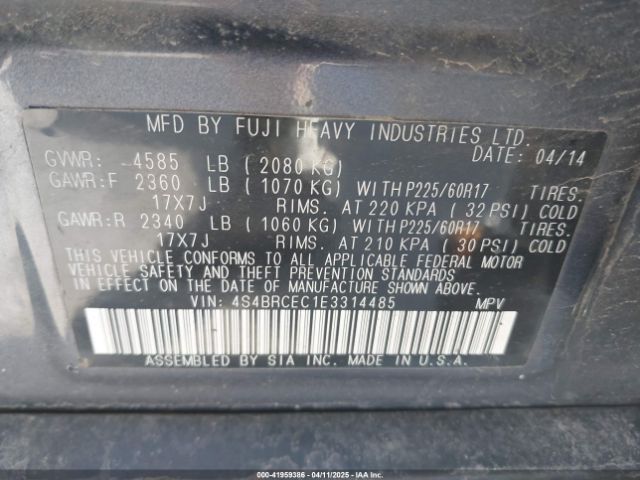 MFD BY FUJI HEAVY INDUSTRIES LTD.
DATE: 04/14
GVWR: 4585 LB ( 2080 KG)
GAWR:F 2360 LB ( 1070 KG) WITH P225/60R17 TIRES.
17X7J RIMS. AT 220 KPA ( 32 PSI) COLD
GAWR:R 2340 LB ( 1060 KG) WITH P225/60R17 TIRES.
17X7J RIMS. AT 210 KPA ( 30 PSI) COLD
THIS VEHICLE CONFORMS TO ALL APPLICABLE FEDERAL MOTOR
VEHICLE SAFETY AND THEFT PREVENTION STANDARDS
IN EFFECT ON THE DATE OF MANUFACTURE SHOWN ABOVE.
VIN: 4S4BRCEC1E3314485 MPV
ASSEMBLED BY SIA INC. MADE IN U.S.A.
000-41959386 - 04/11/2025 - IAA Inc.